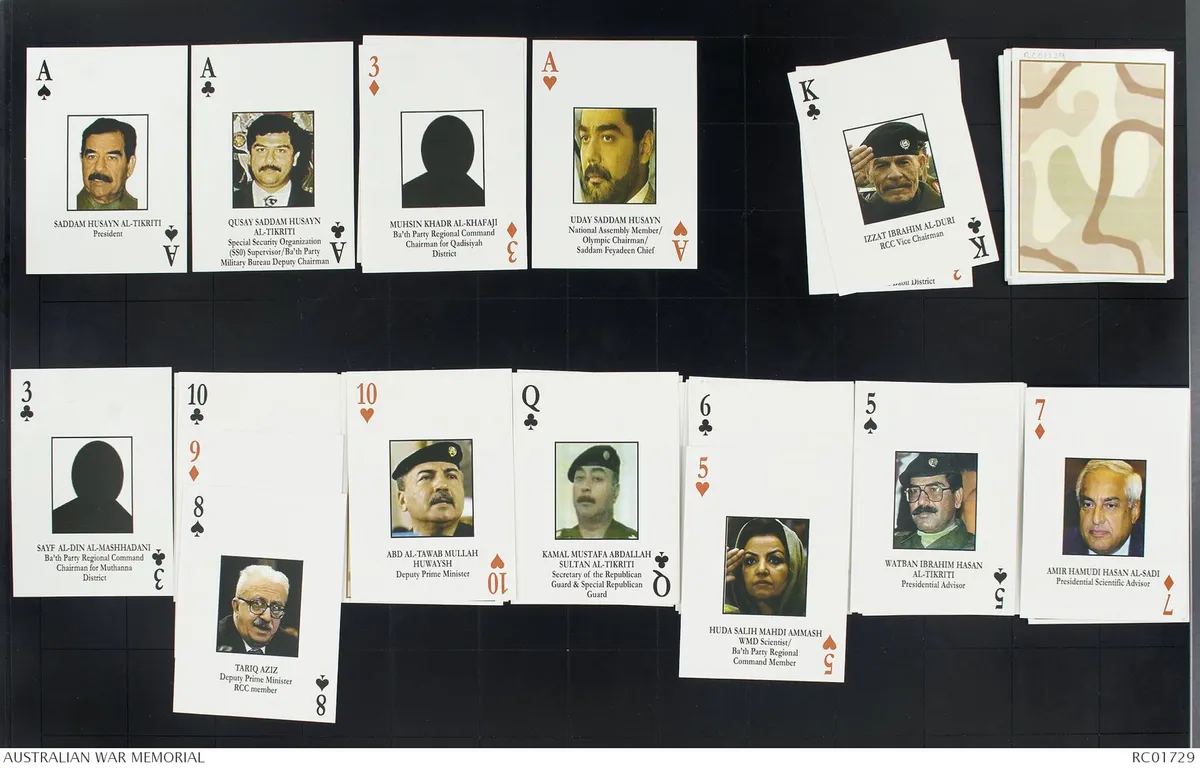 A
SADDAM HUSAYN AL-TIKRITI
President
A
A
QUSAY SADDAM HUSAYN
AL-TIKRITI
Special Security Organization
(SSO) Supervisor/Ba'th Party
Military Bureau Deputy Chairman
A
3
MUHSIN KHADR AL-KHAFAJI
Ba'th Party Regional Command
Chairman for Qadisiyah
District
3
A
UDAY SADDAM HUSAYN
National Assembly Member/
Olympic Chairman/
Saddam Feyadeen Chief
A
K
IZZAT IBRAHIM AL-DURI
RCC Vice Chairman
K
District
2
RC01729
3
SAYF AL-DIN AL-MASHHADANI
Ba'th Party Regional Command
Chairman for Muthanna
District
3
10
9
8
TARIQ AZIZ
Deputy Prime Minister
RCC member
8
10
ABD AL-TAWAB MULLAH
HUWAYSH
Deputy Prime Minister
10
Q
KAMAL MUSTAFA ABDALLAH
SULTAN AL-TIKRITI
Secretary of the Republican
Guard & Special Republican
Guard
Q
6
5
HUDA SALIH MAHDI AMMASH
WMD Scientist/
Ba'th Party Regional
Command Member
5
5
WATBAN IBRAHIM HASAN
AL-TIKRITI
Presidential Advisor
5
7
AMIR HAMUDI HASAN AL-SADI
Presidential Scientific Advisor
7
AUSTRALIAN WAR MEMORIAL
RC01729